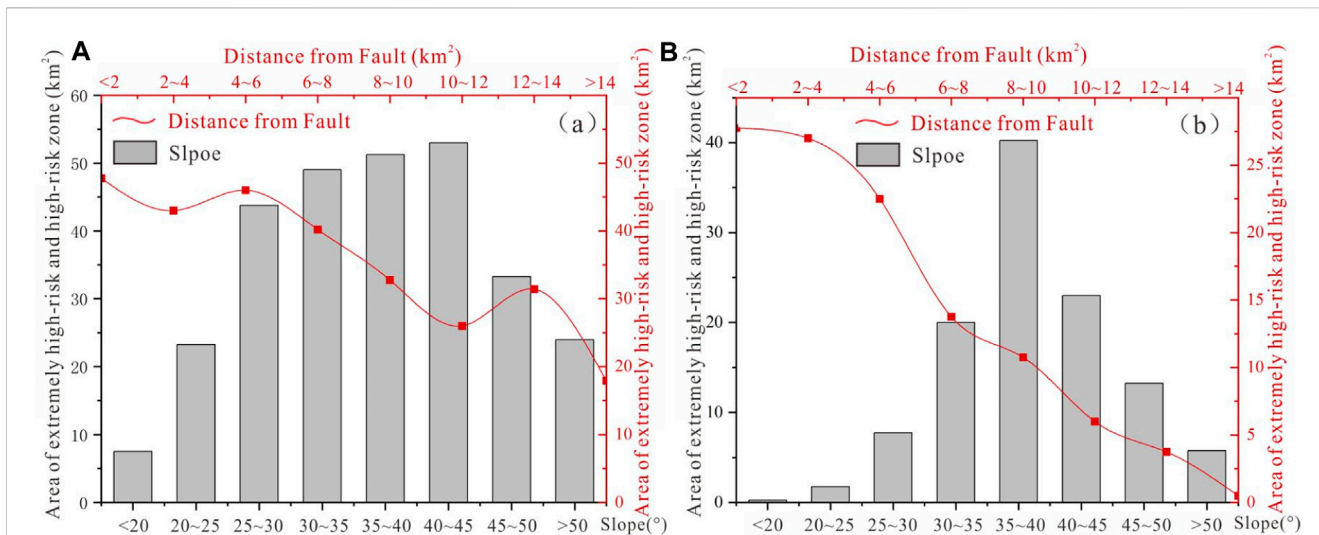 A
Distance from Fault (km²)
<2 2~4 4~6 6~8 8~10 10~12 12~14 >14
Area of extremely high-risk and high-risk zone (km²)
60
50
40
30
20
10
0
Distance from Fault
Slpoe
(a)
50
40
30
20
10
0
Area of extremely high-risk and high-risk zone (km²)
<20 20~25 25~30 30~35 35~40 40~45 45~50 >50 Slope(°)
B
Distance from Fault (km²)
<2 2~4 4~6 6~8 8~10 10~12 12~14 >14
Area of extremely high-risk and high-risk zone (km²)
40
30
20
10
0
Distance from Fault
Slpoe
(b)
25
20
15
10
5
0
Area of extremely high-risk and high-risk zone (km²)
<20 20~25 25~30 30~35 35~40 40~45 45~50 >50 Slope(°)